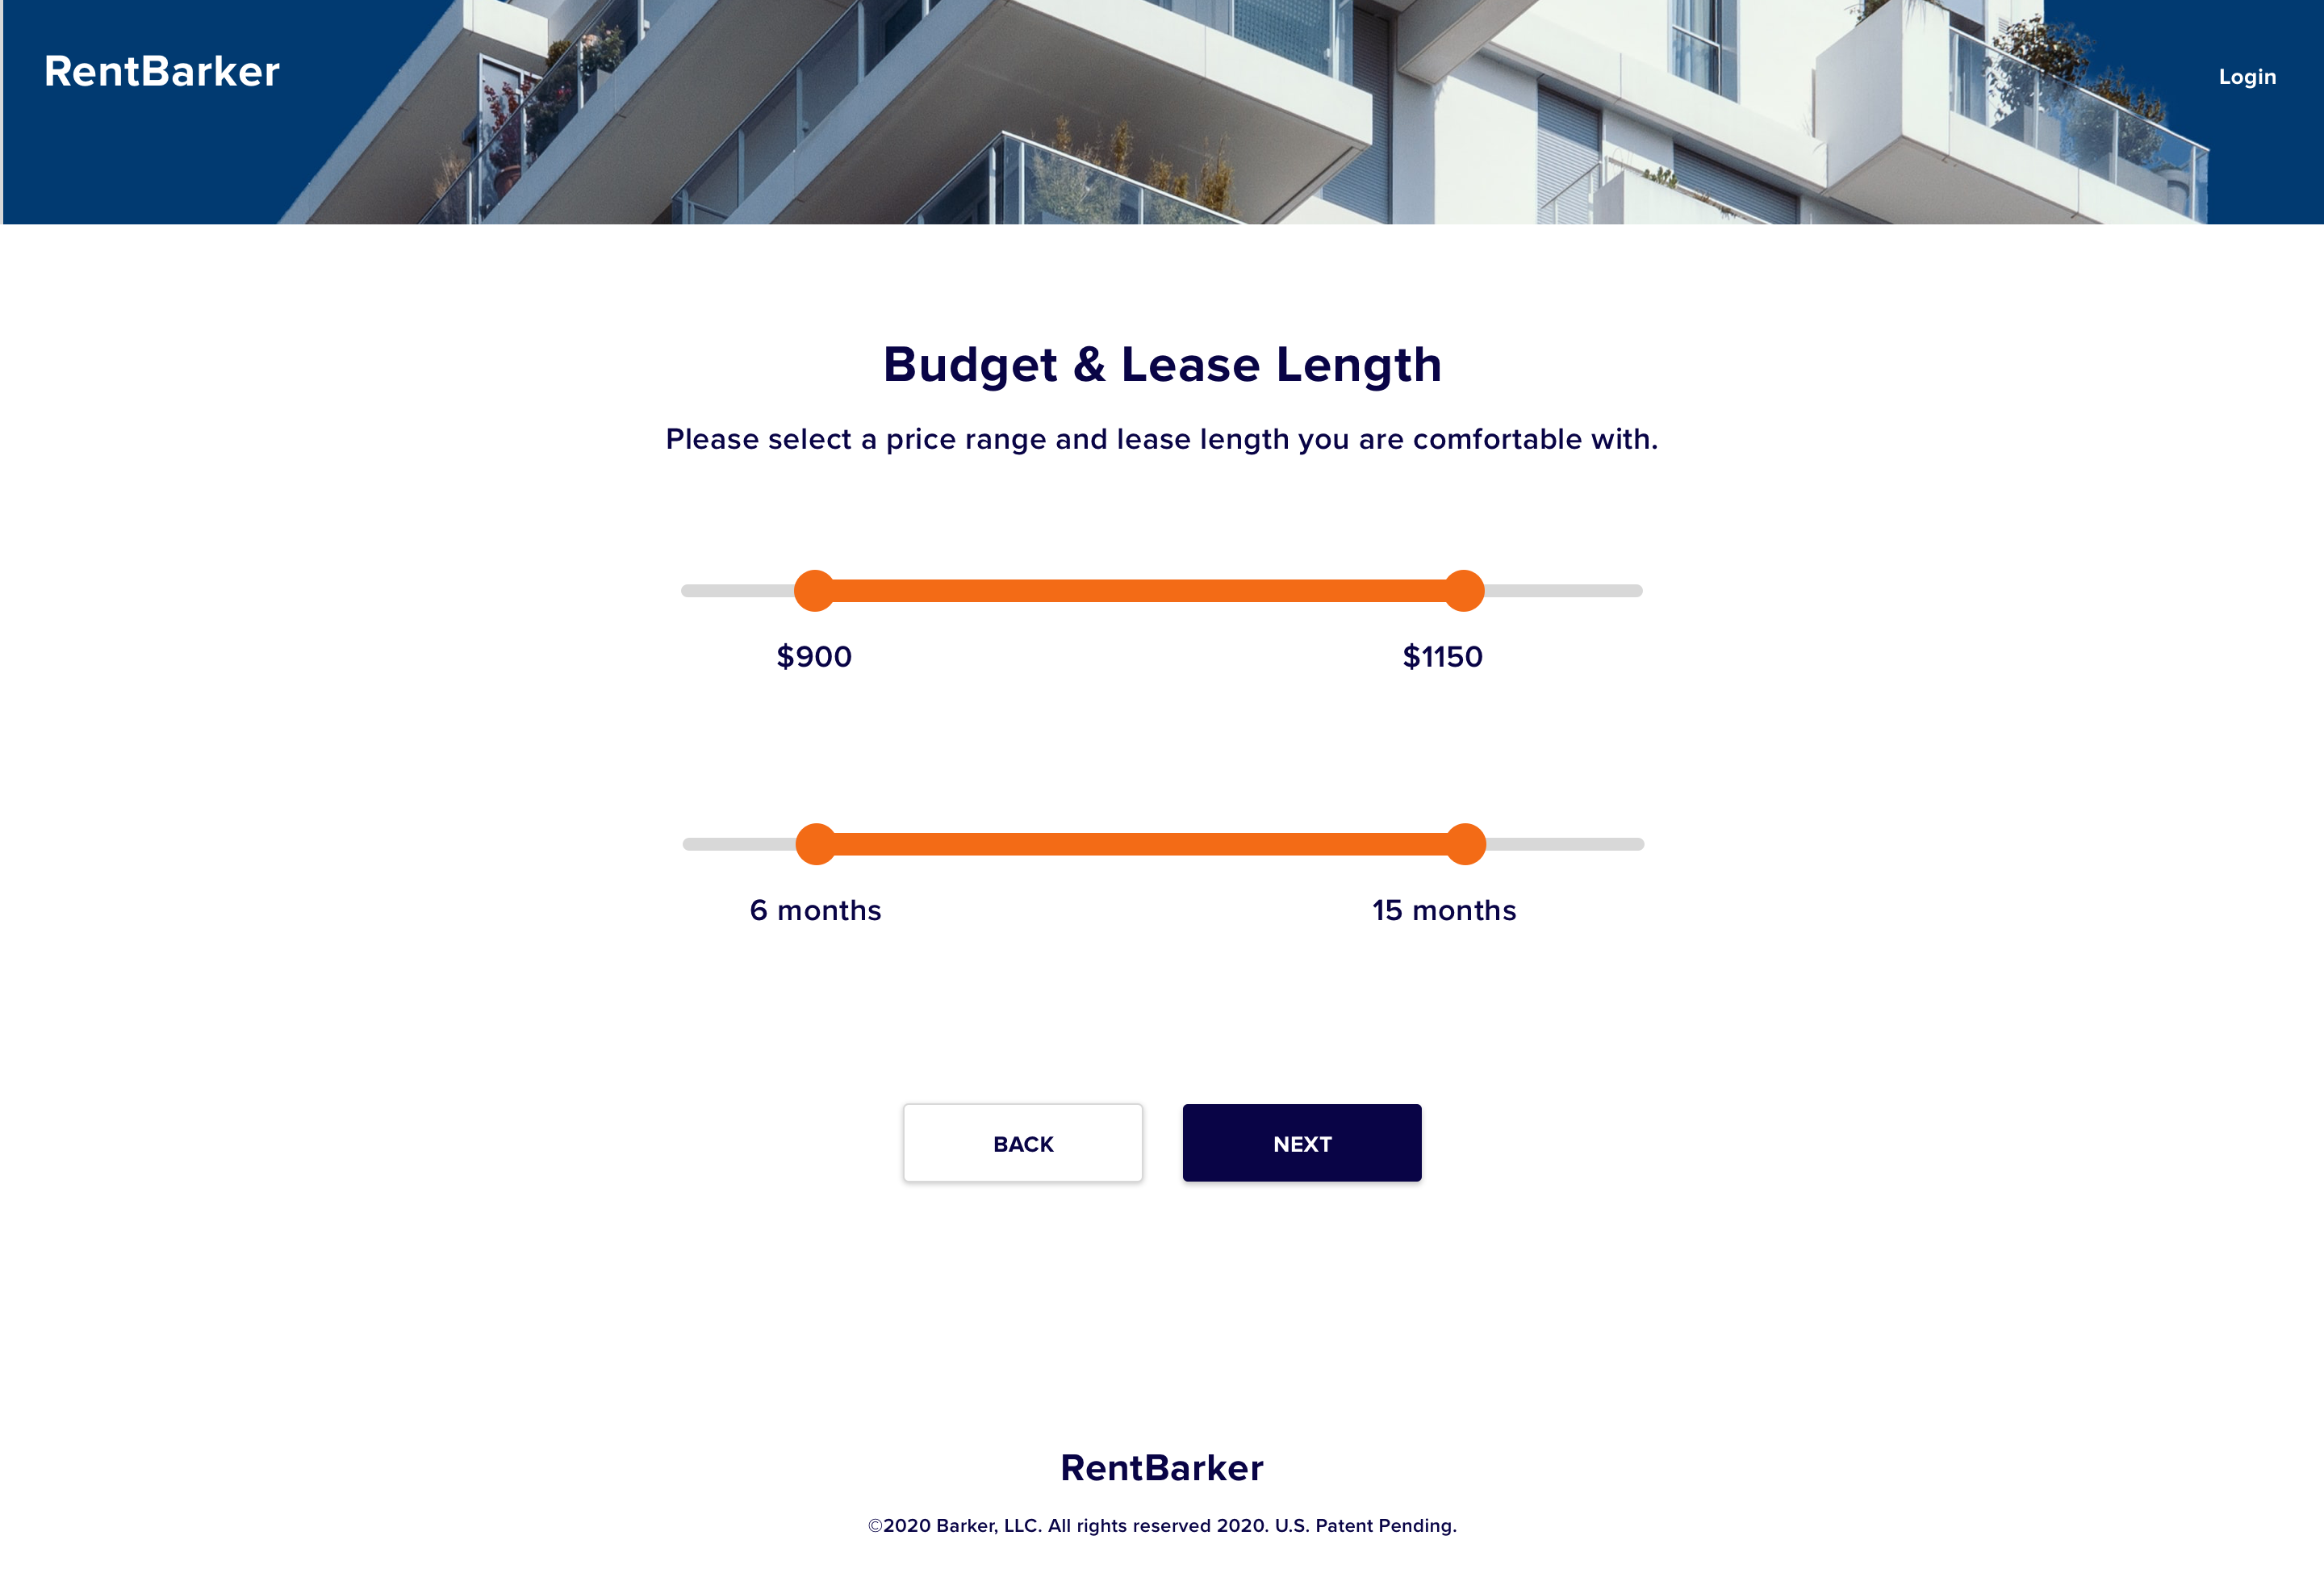 RentBarker
Login
Budget & Lease Length
Please select a price range and lease length you are comfortable with.
$900
$1150
6 months
15 months
BACK
NEXT
RentBarker
©2020 Barker, LLC. All rights reserved 2020. U.S. Patent Pending.